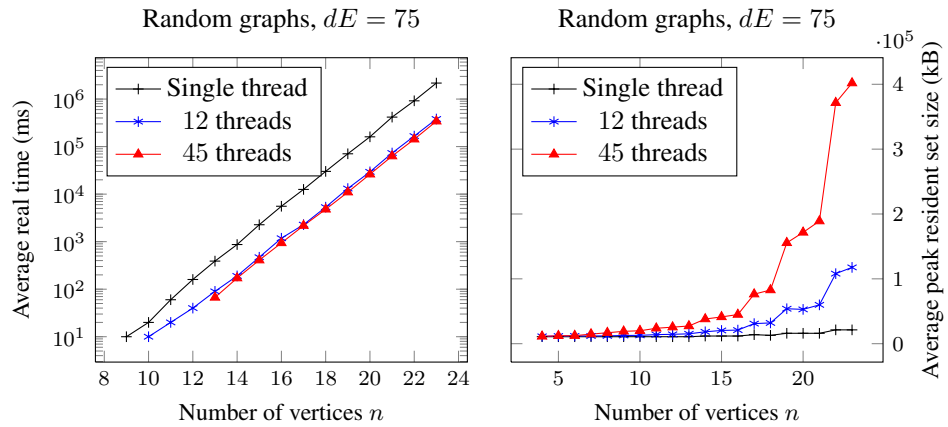 Random graphs, dE = 75
Average real time (ms)
10^6
10^5
10^4
10^3
10^2
10^1
Single thread
12 threads
45 threads
8 10 12 14 16 18 20 22 24
Number of vertices n
Random graphs, dE = 75
·10^5
Single thread
12 threads
45 threads
4
2
0
5 10 15 20
Number of vertices n
Average peak resident set size (kB)